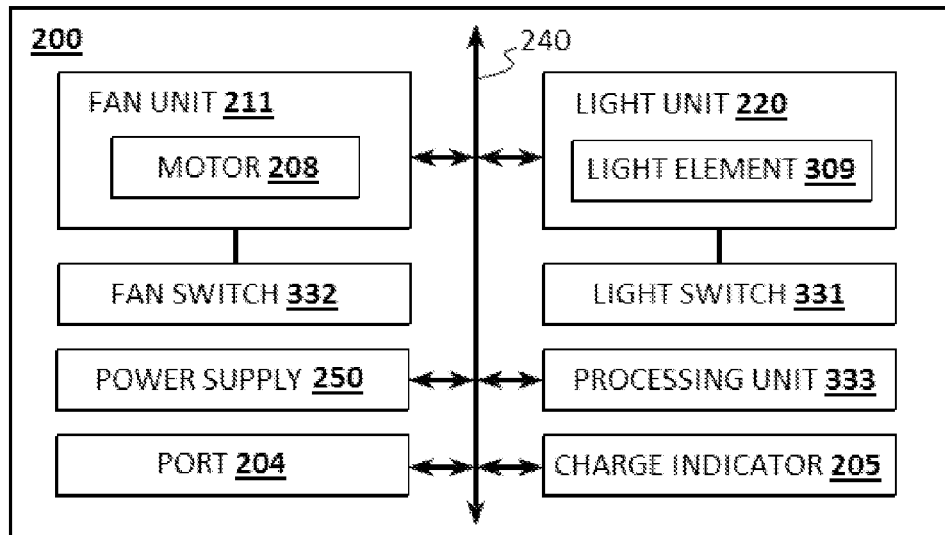 200
240
FAN UNIT 211
MOTOR 208
LIGHT UNIT 220
LIGHT ELEMENT 309
FAN SWITCH 332
LIGHT SWITCH 331
POWER SUPPLY 250
PROCESSING UNIT 333
PORT 204
CHARGE INDICATOR 205